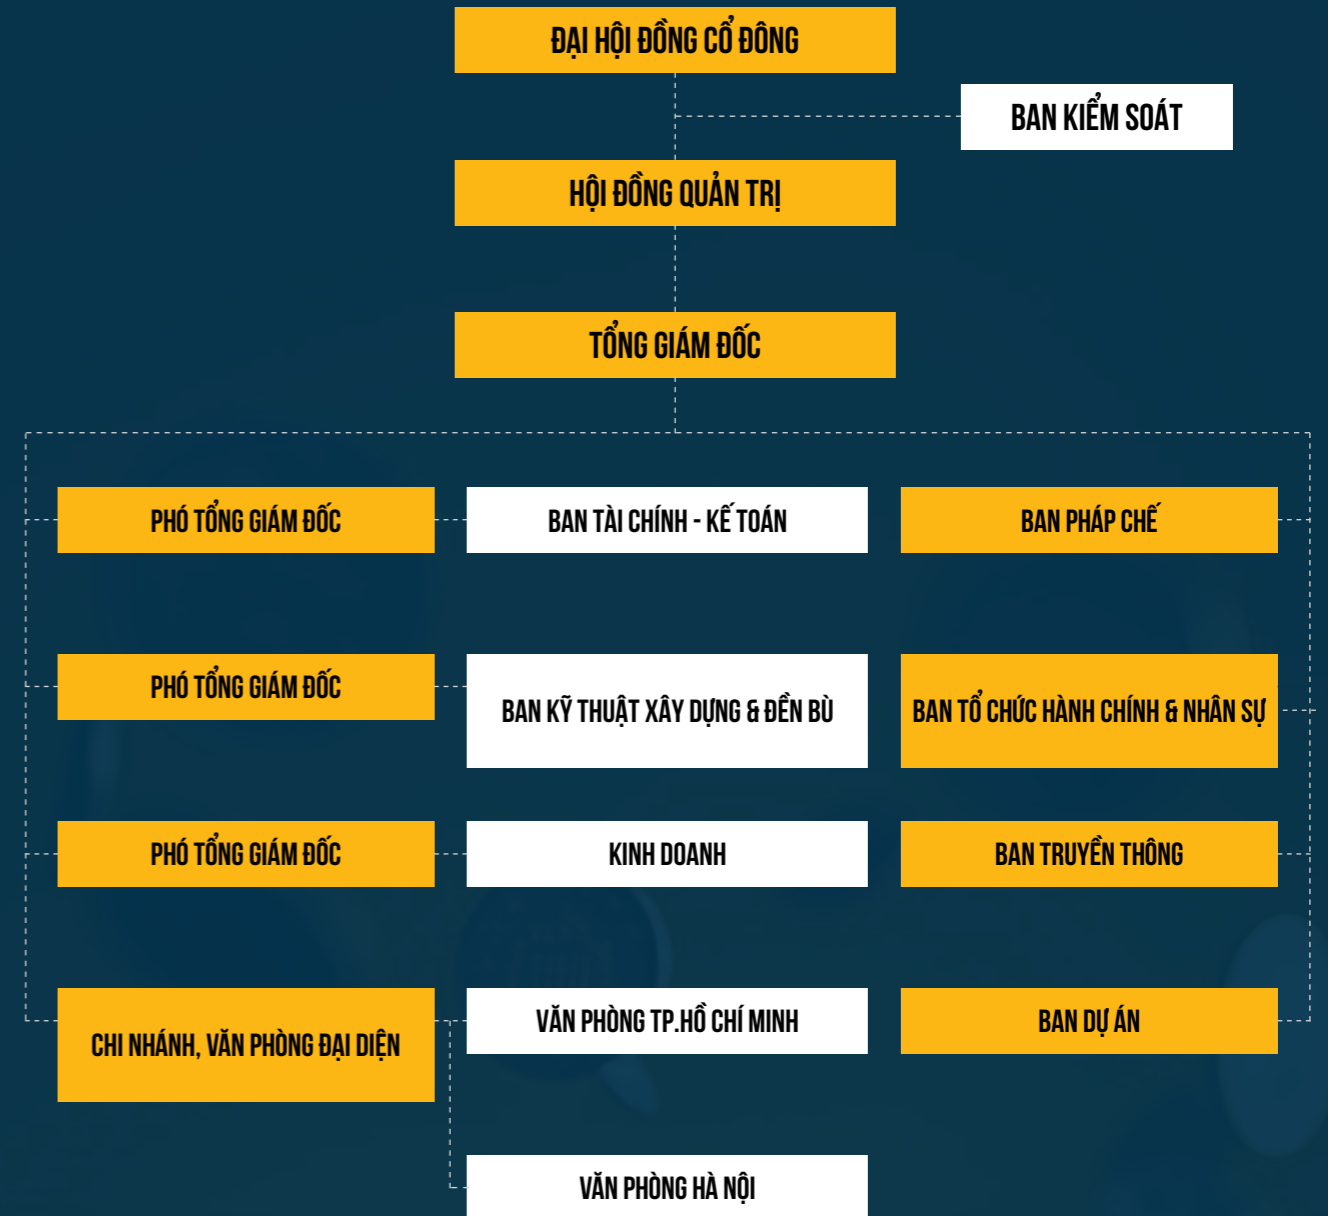 ĐẠI HỘI ĐỒNG CỔ ĐÔNG
BAN KIỂM SOÁT
HỘI ĐỒNG QUẢN TRỊ
TỔNG GIÁM ĐỐC
PHÓ TỔNG GIÁM ĐỐC
BAN TÀI CHÍNH - KẾ TOÁN
BAN PHÁP CHẾ
PHÓ TỔNG GIÁM ĐỐC
BAN KỸ THUẬT XÂY DỰNG & ĐỀN BÙ
BAN TỔ CHỨC HÀNH CHÍNH & NHÂN SỰ
PHÓ TỔNG GIÁM ĐỐC
KINH DOANH
BAN TRUYỀN THÔNG
CHI NHÁNH, VĂN PHÒNG ĐẠI DIỆN
VĂN PHÒNG TP.HỒ CHÍ MINH
BAN DỰ ÁN
VĂN PHÒNG HÀ NỘI